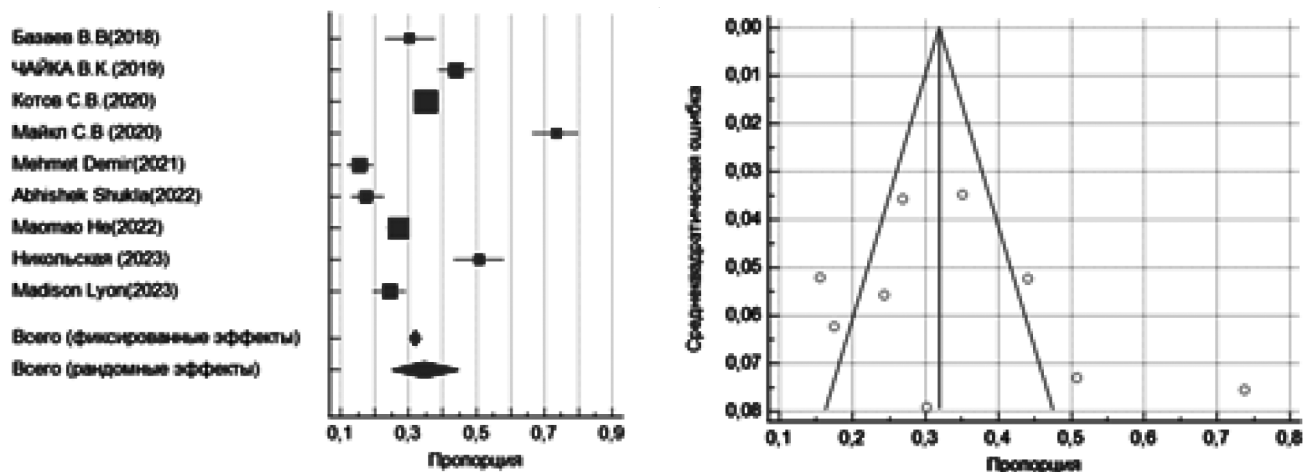 Базаев В.В(2018)
ЧАЙКА В.К.(2019)
Котов С.В.(2020)
Майкл С.В (2020)
Mehmet Demir(2021)
Abhishek Shukla(2022)
Maomao He(2022)
Никольская (2023)
Madison Lyon(2023)
Всего (фиксированные эффекты)
Всего (рандомные эффекты)
0,1 0,3 0,5 0,7 0,9
Пропорция
Среднеквадратическая ошибка
0,00
0,01
0,02
0,03
0,04
0,05
0,06
0,07
0,08
0,1 0,2 0,3 0,4 0,5 0,6 0,7 0,8
Пропорция